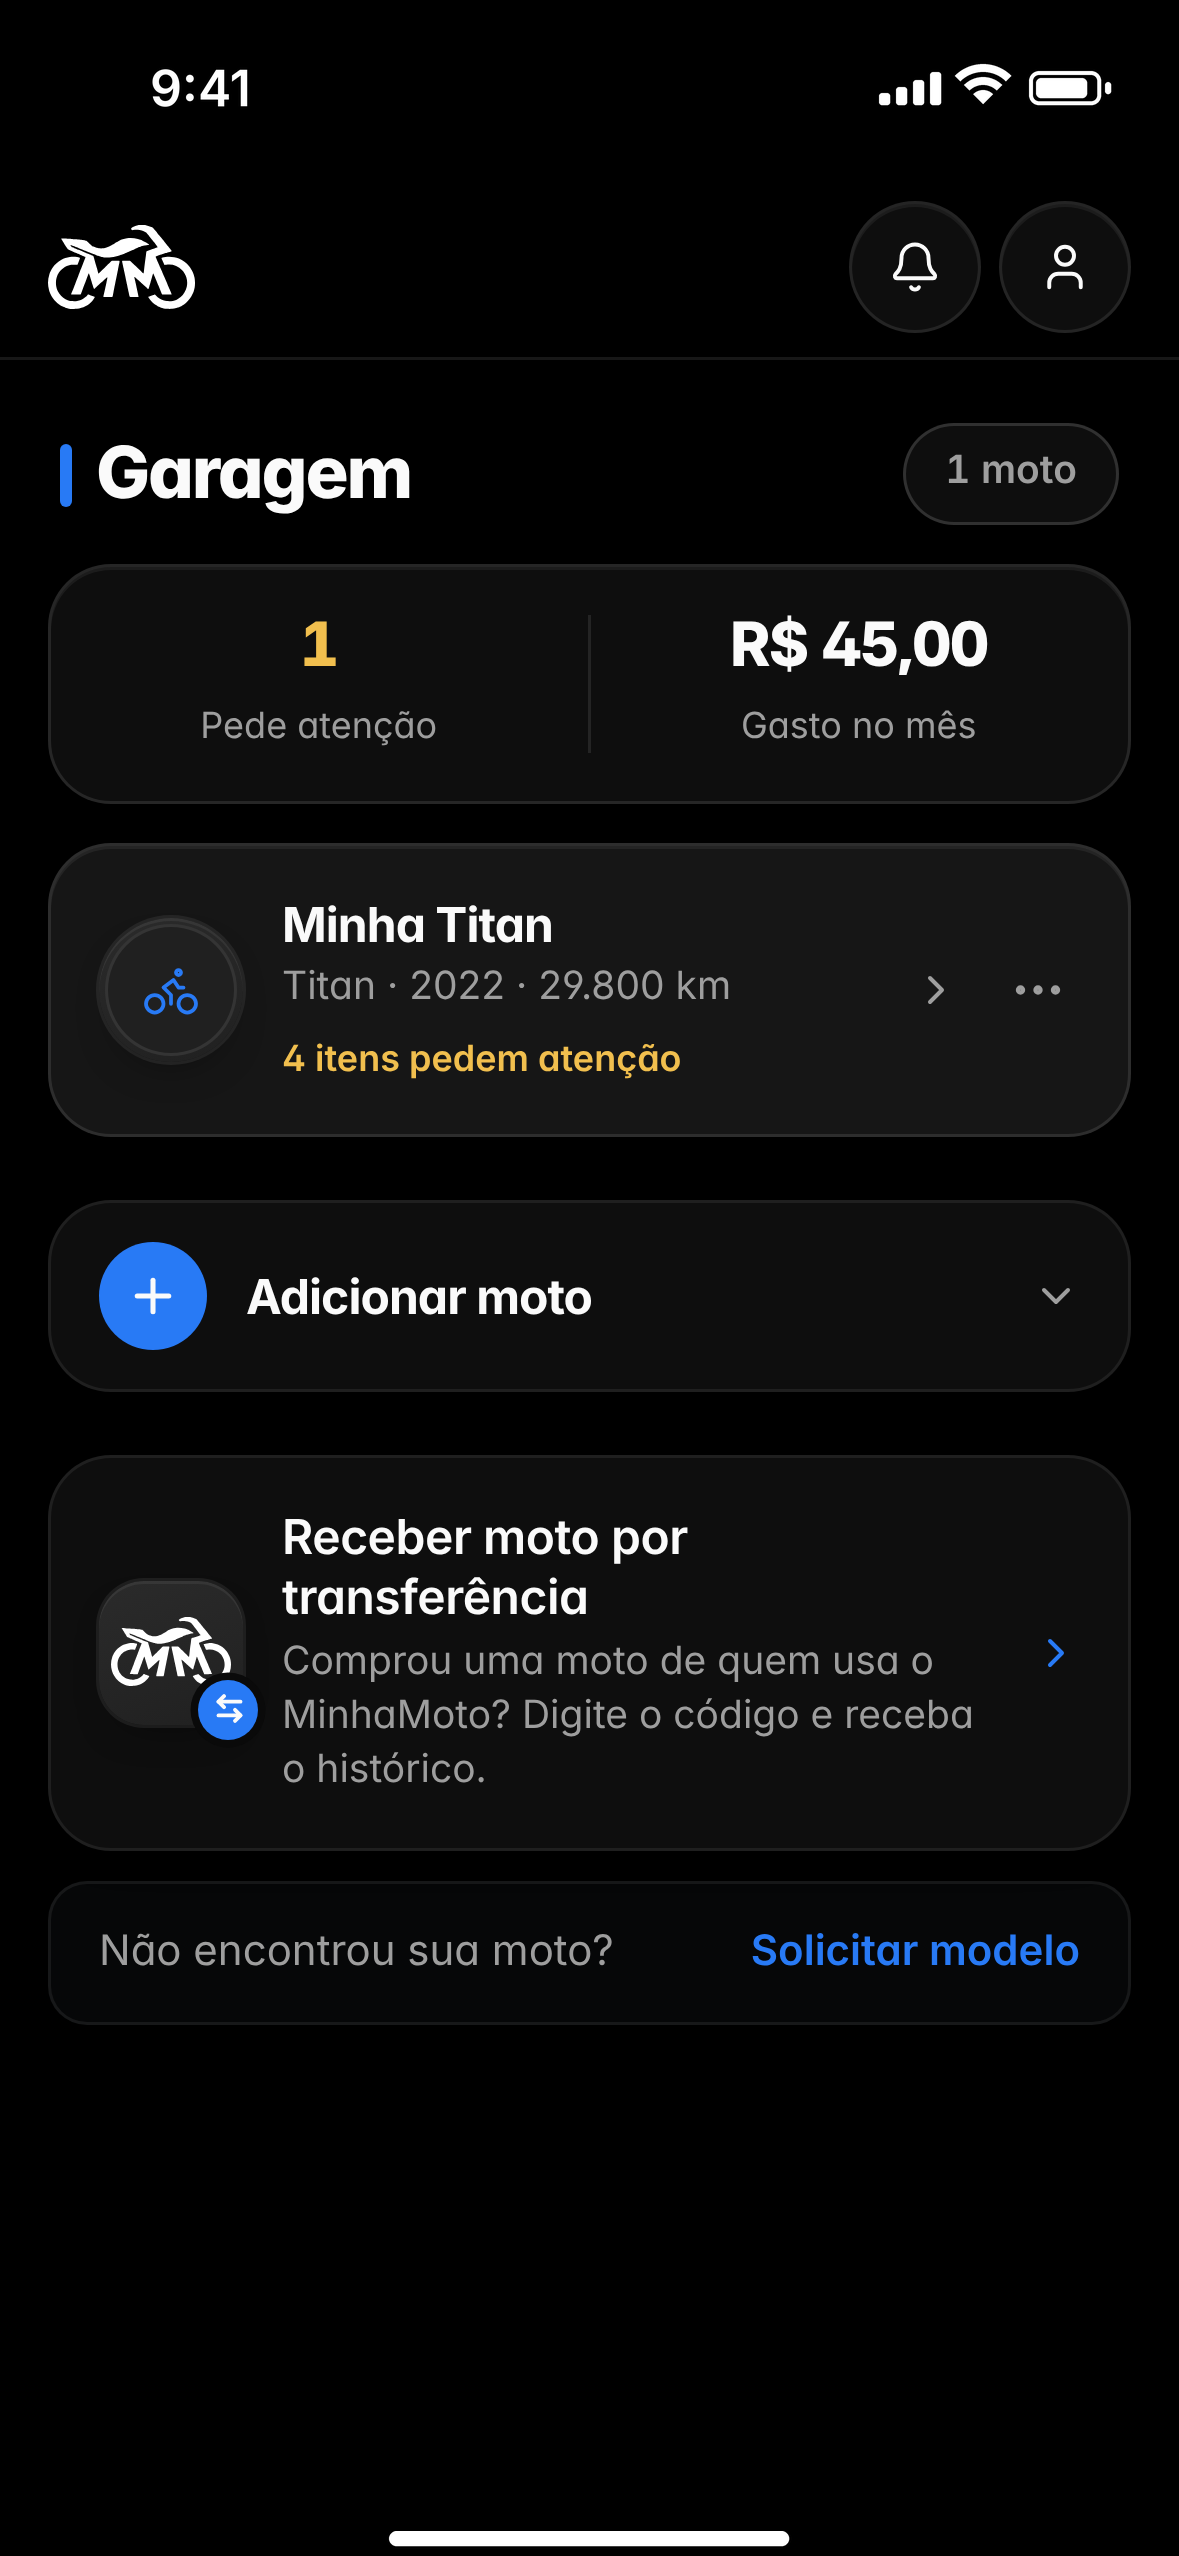 9:41
MM
Garagem
1 moto
1
Pede atenção
R$ 45,00
Gasto no mês
Minha Titan
Titan · 2022 · 29.800 km
4 itens pedem atenção
Adicionar moto
MM
Receber moto por
transferência
Comprou uma moto de quem usa o
MinhaMoto? Digite o código e receba
o histórico.
Não encontrou sua moto?
Solicitar modelo